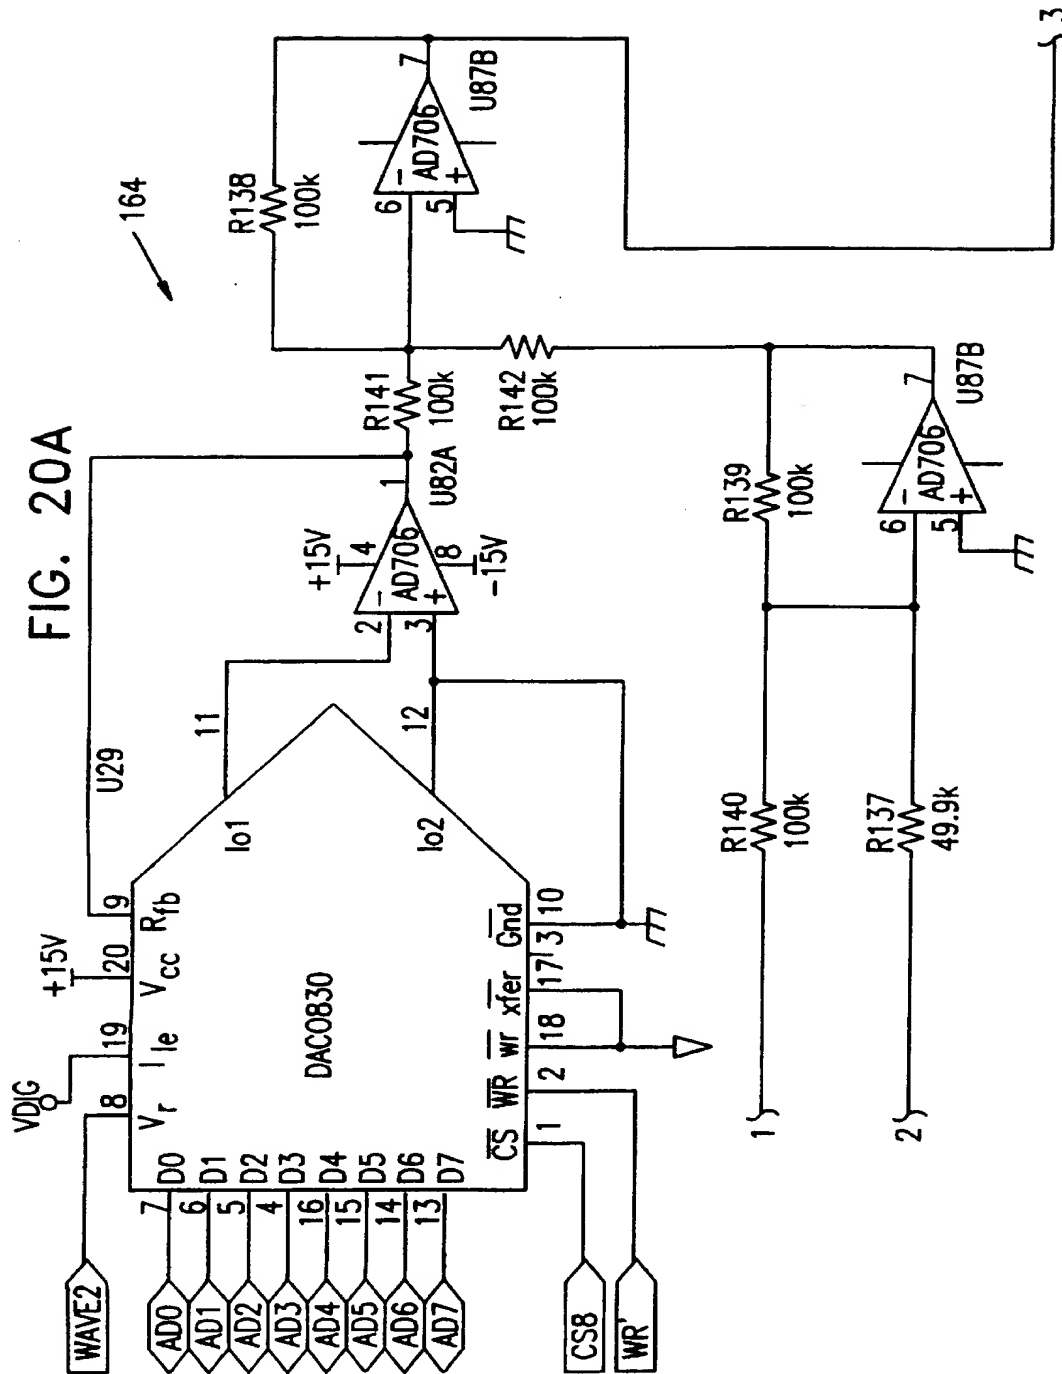 FIG. 20A
164
WAVE2
VDIG
+15V
U29
8
19
20
9
Vr
Ile
Vcc
Rfb
AD0
7
D0
AD1
6
D1
AD2
5
D2
AD3
4
D3
AD4
16
D4
AD5
15
D5
AD6
14
D6
AD7
13
D7
DAC0830
Io1
11
Io2
12
CS
WR
wr
xfer
Gnd
1
2
18
17
3
10
CS8
WR'
+15V
4
2
-
AD706
3
+
8
-15V
1
U82A
R141
100k
R138
100k
R142
100k
6
-
AD706
5
+
7
U87B
3
1
R140
100k
R139
100k
2
R137
49.9k
6
-
AD706
5
+
7
U87B